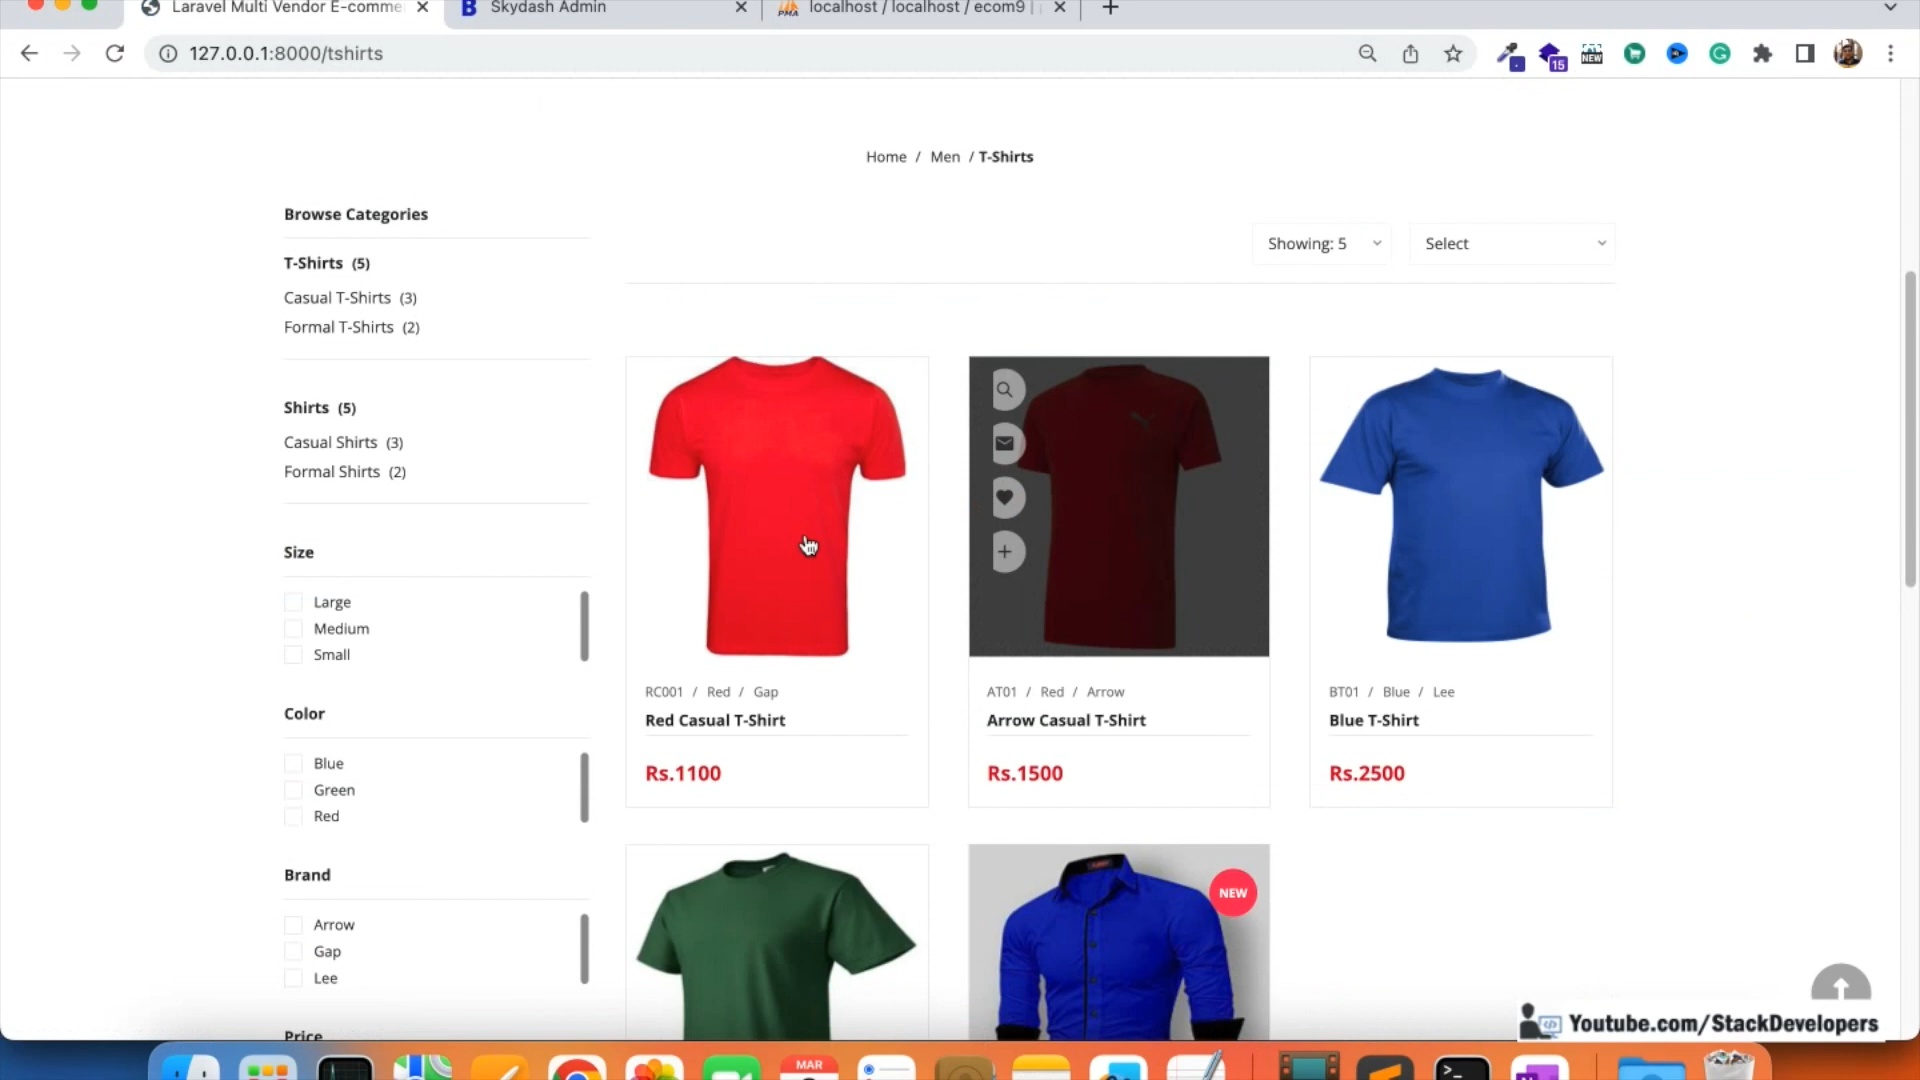 Laravel Multi Vendor E-comme
Skydash Admin
localhost / localhost / ecom9 |
127.0.0.1:8000/tshirts
15
NEW
Home / Men / T-Shirts
Browse Categories
T-Shirts (5)
Casual T-Shirts (3)
Formal T-Shirts (2)
Shirts (5)
Casual Shirts (3)
Formal Shirts (2)
Size
Large
Medium
Small
Color
Blue
Green
Red
Brand
Arrow
Gap
Lee
Price
Showing: 5
Select
RC001 / Red / Gap
Red Casual T-Shirt
Rs.1100
AT01 / Red / Arrow
Arrow Casual T-Shirt
Rs.1500
BT01 / Blue / Lee
Blue T-Shirt
Rs.2500
NEW
Youtube.com/StackDevelopers
MAR